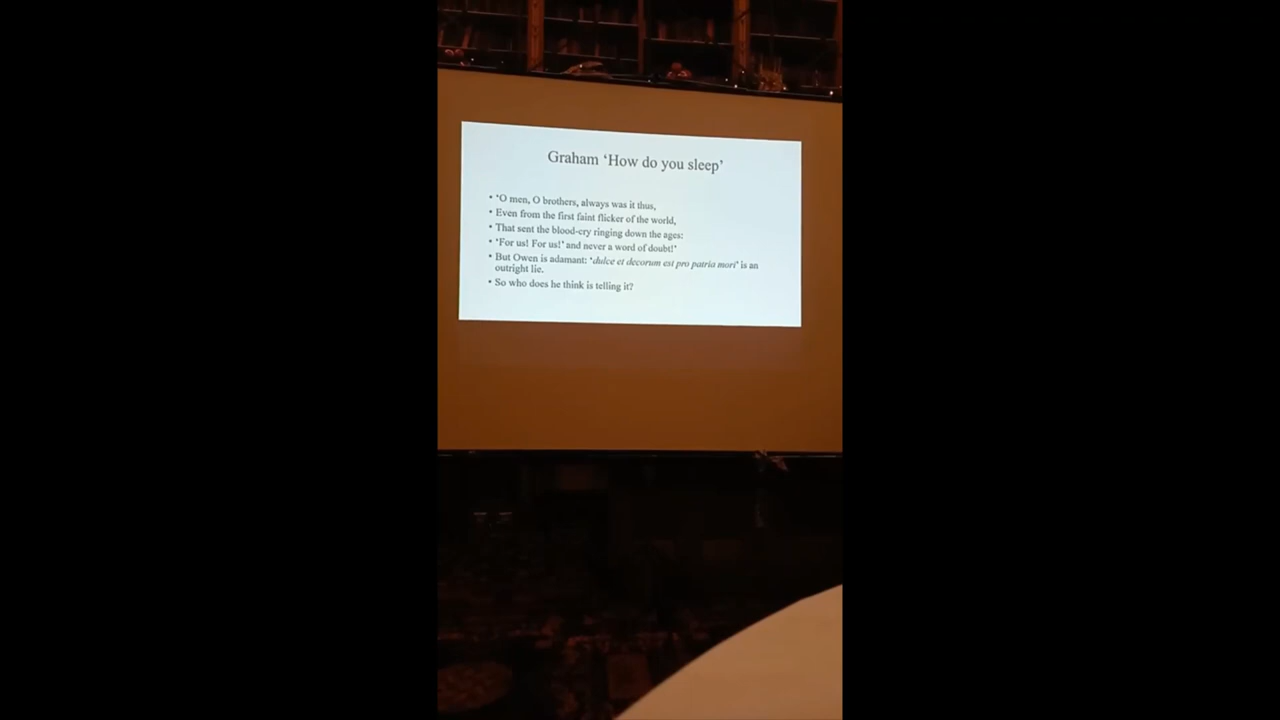 Graham ‘How do you sleep’
• ‘O men, O brothers, always was it thus,
• Even from the first faint flicker of the world,
• That sent the blood-cry ringing down the ages:
• ‘For us! For us!’ and never a word of doubt!’
• But Owen is adamant: ‘dulce et decorum est pro patria mori’ is an
outright lie.
• So who does he think is telling it?